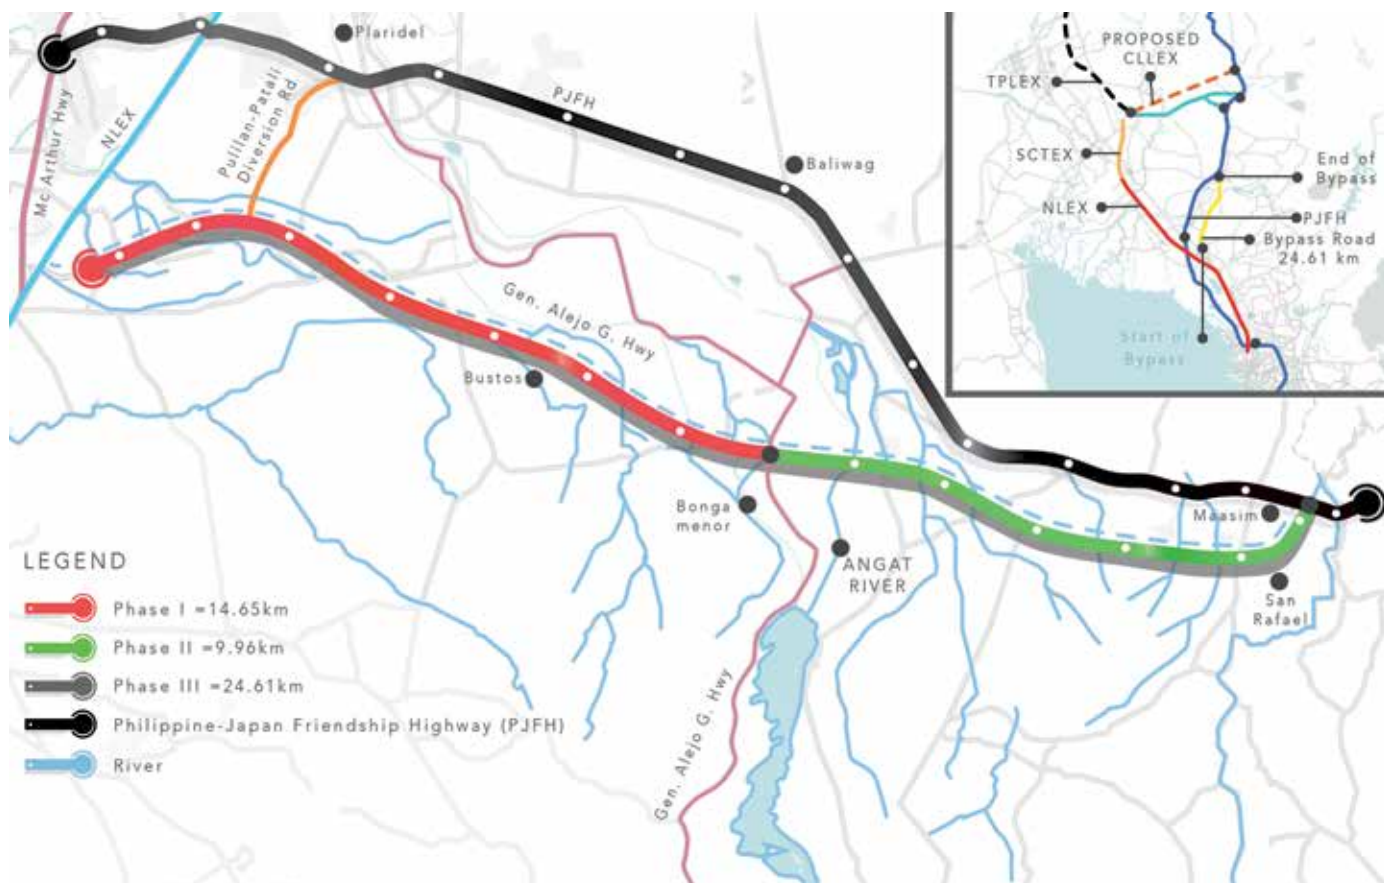 Plaridel
PJFH
Mc Arthur Hwy
NLEX
Pulilan-Patali
Diversion Rd.
Baliwag
Gen. Alejo G. Hwy
Bustos
Bonga
menor
ANGAT
RIVER
Maasim
San
Rafael
Gen. Alejo G. Hwy
PROPOSED
CLLEX
TPLEX
SCTEX
NLEX
End of
Bypass
PJFH
Bypass Road
24.61 km
Start of
Bypass
LEGEND
Phase I =14.65km
Phase II =9.96km
Phase III =24.61km
Philippine-Japan Friendship Highway (PJFH)
River